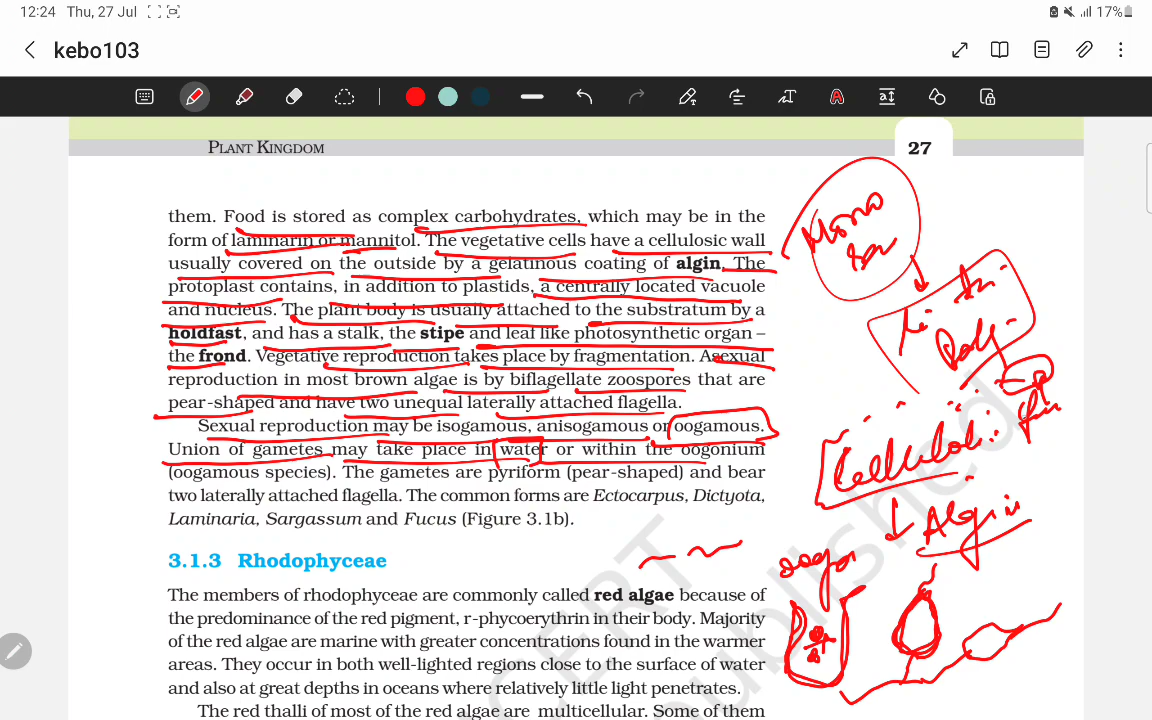 12:24 Thu, 27 Jul
17%
kebo103
PLANT KINGDOM
27
them. Food is stored as complex carbohydrates, which may be in the
form of laminarin or mannitol. The vegetative cells have a cellulosic wall
usually covered on the outside by a gelatinous coating of algin. The
protoplast contains, in addition to plastids, a centrally located vacuole
and nucleus. The plant body is usually attached to the substratum by a
holdfast, and has a stalk, the stipe and leaf like photosynthetic organ –
the frond. Vegetative reproduction takes place by fragmentation. Asexual
reproduction in most brown algae is by biflagellate zoospores that are
pear-shaped and have two unequal laterally attached flagella.
Sexual reproduction may be isogamous, anisogamous or oogamous.
Union of gametes may take place in water or within the oogonium
(oogamous species). The gametes are pyriform (pear-shaped) and bear
two laterally attached flagella. The common forms are Ectocarpus, Dictyota,
Laminaria, Sargassum and Fucus (Figure 3.1b).
3.1.3 Rhodophyceae
The members of rhodophyceae are commonly called red algae because of
the predominance of the red pigment, r-phycoerythrin in their body. Majority
of the red algae are marine with greater concentrations found in the warmer
areas. They occur in both well-lighted regions close to the surface of water
and also at great depths in oceans where relatively little light penetrates.
The red thalli of most of the red algae are multicellular. Some of them
Mono
Algin